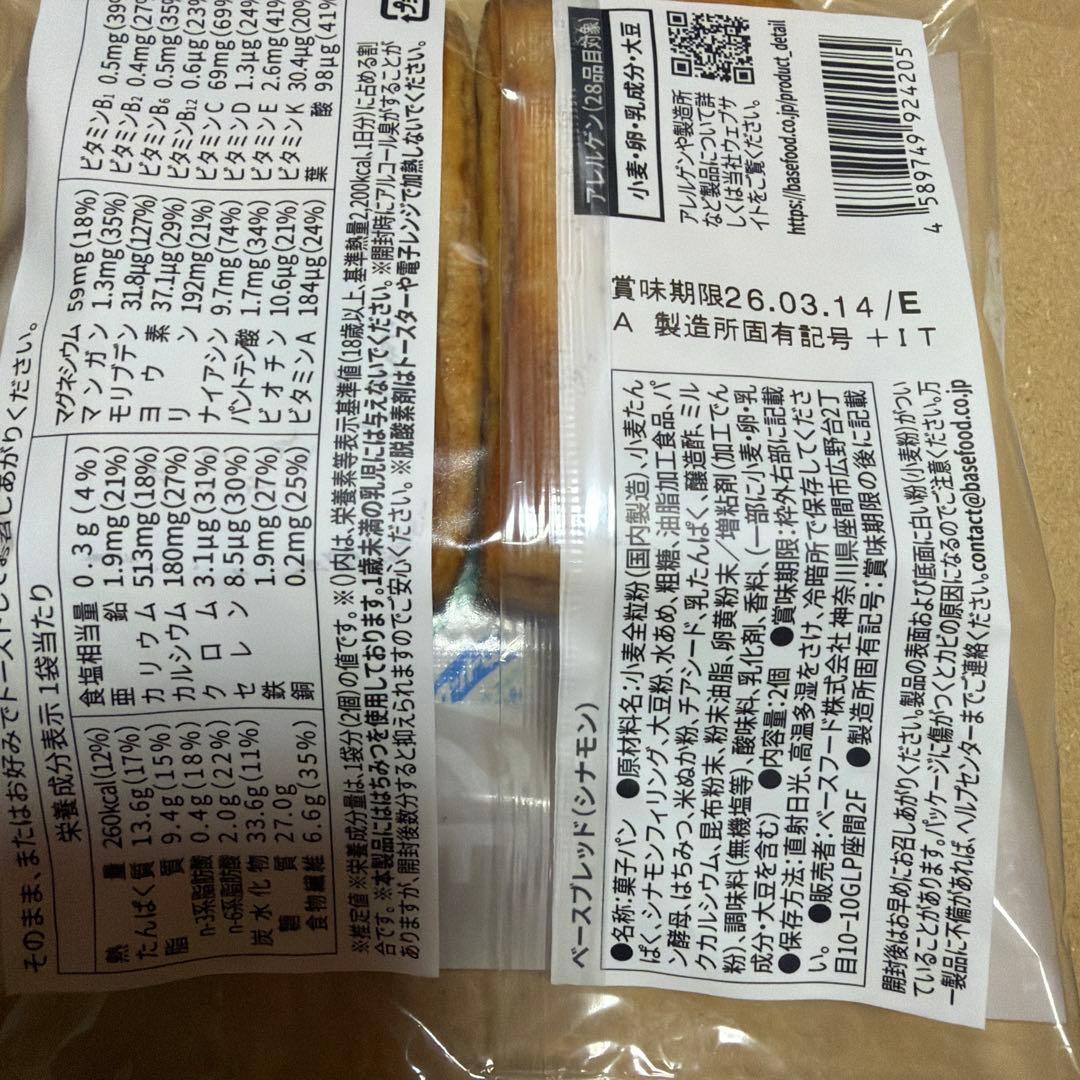 そのまま、またはお好みでトーストしてお召しあがりください。
栄養成分表示 1袋当たり
熱量 260kcal(12%)
たんぱく質 13.6g(17%)
脂質 9.4g(15%)
n-3系脂肪酸 0.4g(18%)
n-6系脂肪酸 2.0g(22%)
炭水化物 33.6g(11%)
糖質 27.0g
食物繊維 6.6g(35%)
食塩相当量 0.3g(4%)
亜鉛 1.9mg(21%)
カリウム 513mg(18%)
カルシウム 180mg(27%)
クロム 3.1μg(31%)
セレン 8.5μg(30%)
鉄 1.9mg(27%)
銅 0.2mg(25%)
マグネシウム 59mg(18%)
マンガン 1.3mg(35%)
モリブデン 31.8μg(127%)
ヨウ素 37.1μg(29%)
リン 192mg(21%)
ナイアシン 9.7mg(74%)
パントテン酸 1.7mg(34%)
ビオチン 10.6μg(21%)
ビタミンA 184μg(24%)
ビタミンB1 0.5mg(39
ビタミンB2 0.4mg(27
ビタミンB6 0.5mg(35
ビタミンB12 0.6μg(23
ビタミンC 69mg(69%
ビタミンD 1.3μg(24%
ビタミンE 2.6mg(41%
ビタミンK 30.4μg(20%
葉酸 98μg(41%
※推定値 ※栄養成分量は、1袋分(2個)の値です。※()内は、栄養素等表示基準値(18歳以上、基準熱量2,200kcal、1日分)に占める割
合です。※本製品にははちみつを使用しております。1歳未満の乳児には与えないでください。※開封時にアルコール臭がすることが
ありますが、開封後数分すると抑えられますのでご安心ください。※脱酸素剤はトースターや電子レンジで加熱しないでください。
ベースブレッド(シナモン)
●名称:菓子パン ●原材料名:小麦全粒粉(国内製造)、小麦たん
ぱく、シナモンフィリング、大豆粉、水あめ、粗糖、油脂加工食品、パ
ン酵母、はちみつ、米ぬか粉、チアシード、乳たんぱく、醸造酢、ミル
クカルシウム、昆布粉末、粉末油脂、卵黄粉末/増粘剤(加工でん
粉)、調味料(無機塩等)、酸味料、乳化剤、香料、(一部に小麦・卵・乳
成分・大豆を含む) ●内容量:2個 ●賞味期限:枠外右部に記載
●保存方法:直射日光、高温多湿をさけ、冷暗所で保存してくださ
い。 ●販売者:ベースフード株式会社 神奈川県座間市広野台2丁
目10-10GLP座間2F ●製造所固有記号:賞味期限の後に記載
開封後はお早めにお召しあがりください。製品の表面および底面に白い粉(小麦粉)がつい
ていることがあります。パッケージに傷がつくとカビの原因になるのでご注意ください。万
一製品に不備があれば、ヘルプセンターまでご連絡ください。contact@basefood.co.jp
賞味期限26.03.14/E
A 製造所固有記号 +IT
アレルゲン(28品目対象)
小麦・卵・乳成分・大豆
アレルゲンや製造所
など製品について詳
しくは当社ウェブサ
イトをご覧ください。
https://basefood.co.jp/product_detail
4 589749 924205